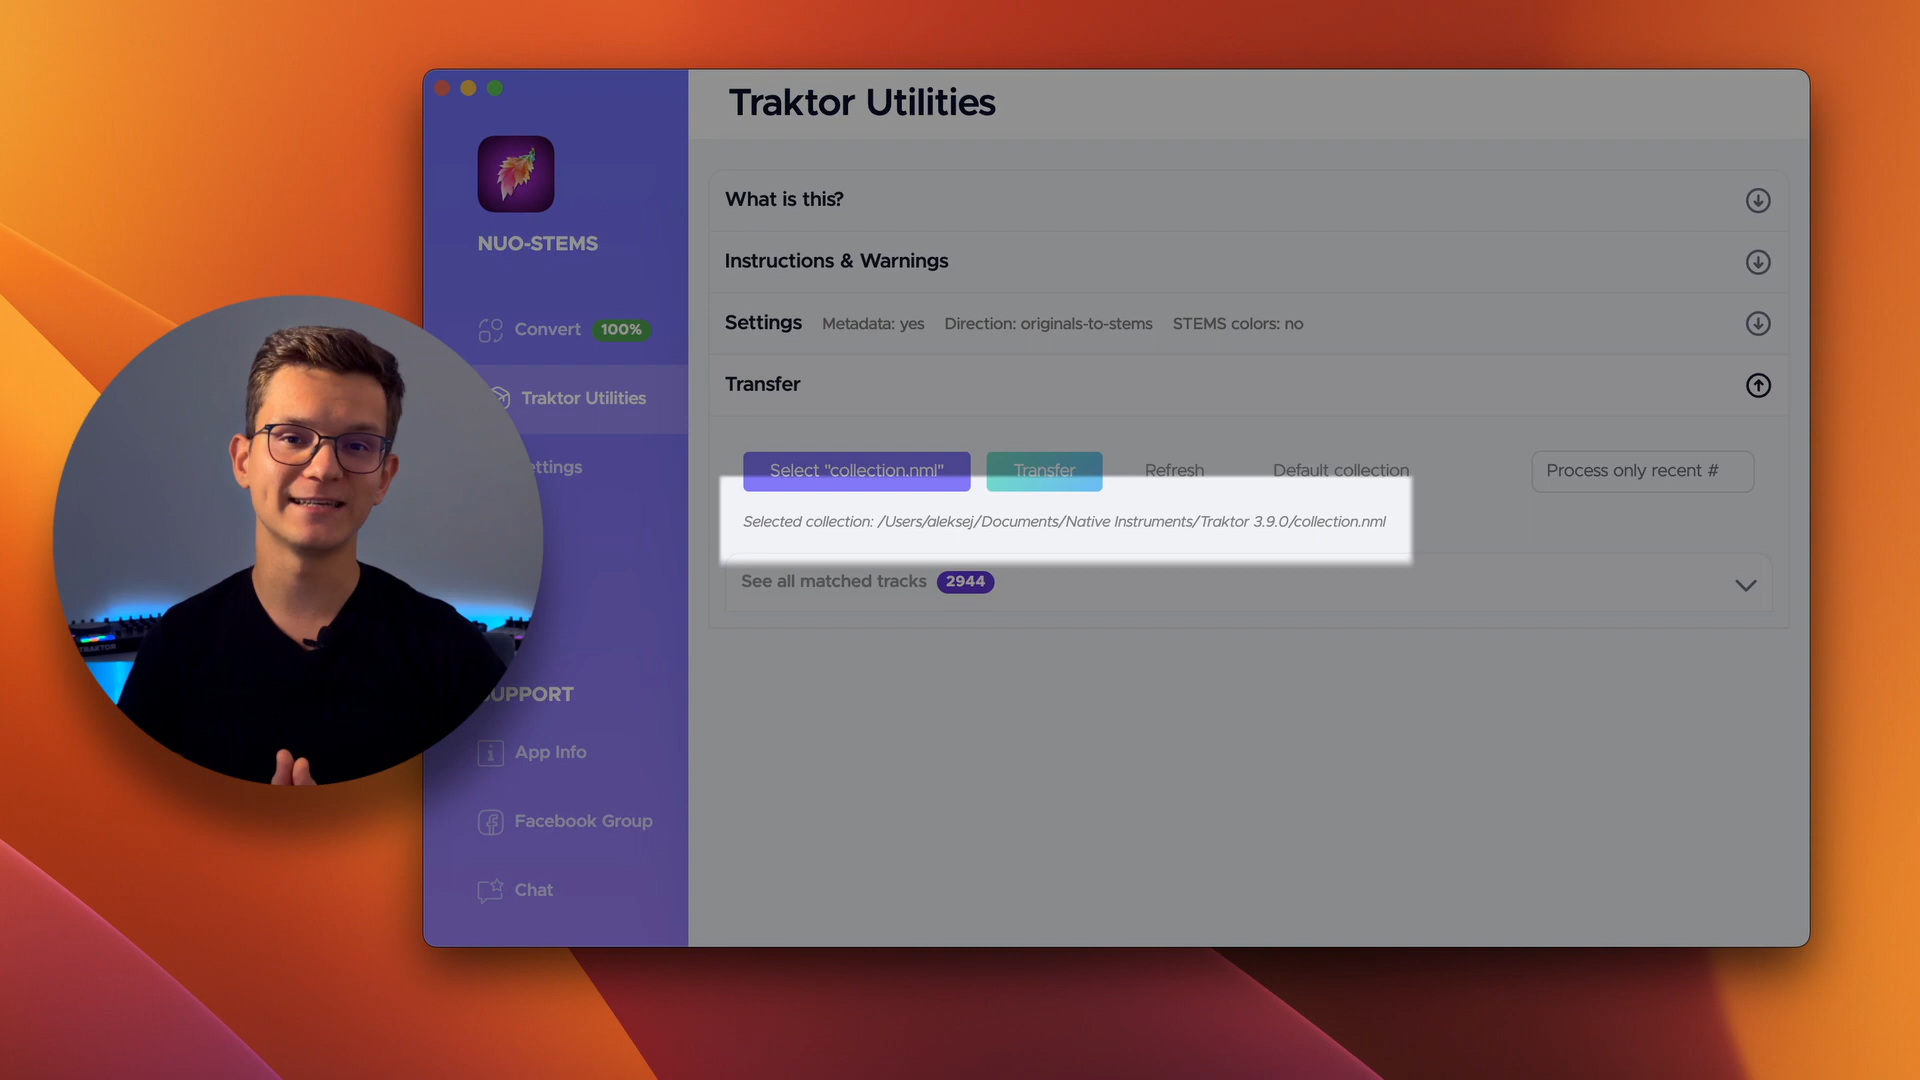 Traktor Utilities
NUO-STEMS
Convert 100%
Traktor Utilities
ettings
UPPORT
App Info
Facebook Group
Chat
What is this?
Instructions & Warnings
Settings Metadata: yes Direction: originals-to-stems STEMS colors: no
Transfer
Select "collection.nml" Transfer Refresh Default collection Process only recent #
Selected collection: /Users/aleksej/Documents/Native Instruments/Traktor 3.9.0/collection.nml
See all matched tracks 2944
TRAKTOR